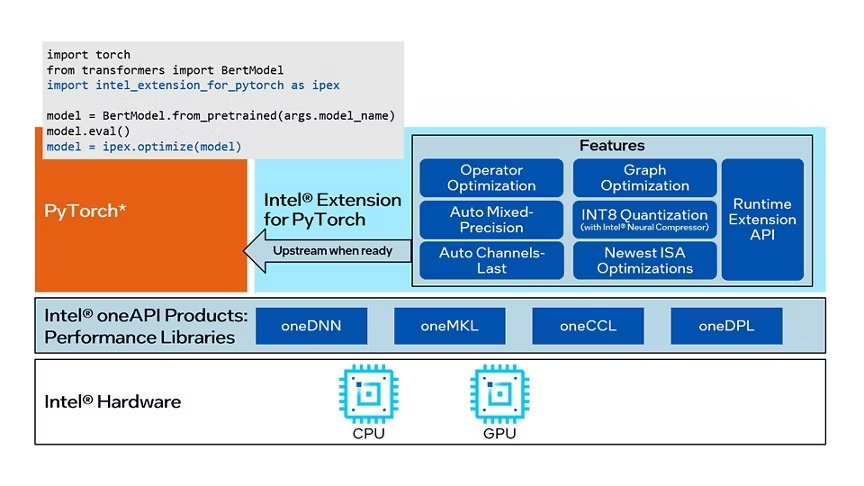 import torch
from transformers import BertModel
import intel_extension_for_pytorch as ipex
model = BertModel.from_pretrained(args.model_name)
model.eval()
model = ipex.optimize(model)
PyTorch*
Intel® Extension
for PyTorch
Upstream when ready
Features
Operator
Optimization
Graph
Optimization
Auto Mixed-
Precision
INT8 Quantization
(with Intel® Neural Compressor)
Auto Channels-
Last
Newest ISA
Optimizations
Runtime
Extension
API
Intel® oneAPI Products:
Performance Libraries
oneDNN
oneMKL
oneCCL
oneDPL
Intel® Hardware
CPU
GPU